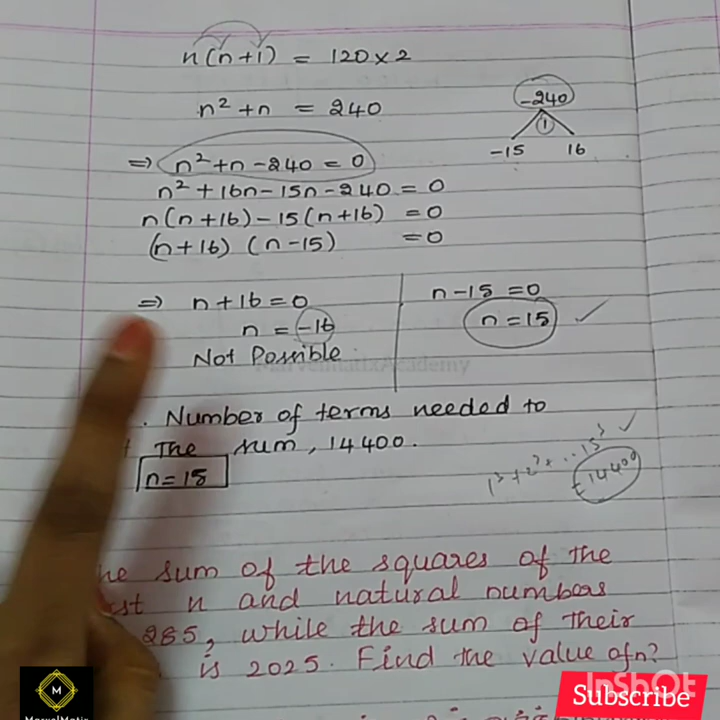 n(n+1) = 120×2
n² + n = 240
-240
1
-15 16
⇒ n² + n - 240 = 0
n² + 16n - 15n - 240 = 0
n(n+16) - 15(n+16) = 0
(n+16) (n-15) = 0
⇒ n + 16 = 0
n = -16
Not Possible.
n - 15 = 0
n = 15 ✓
MarvelMatixAcademy
. Number of terms needed to
The sum, 14400.
n = 15
1³ + 2³ + ... 15³ ✓
= 14400
sum of the squares of the
n and natural numbers
285, while the sum of their
is 2025. Find the value of n?
InShOt
Subscribe
M
MarvelMatix